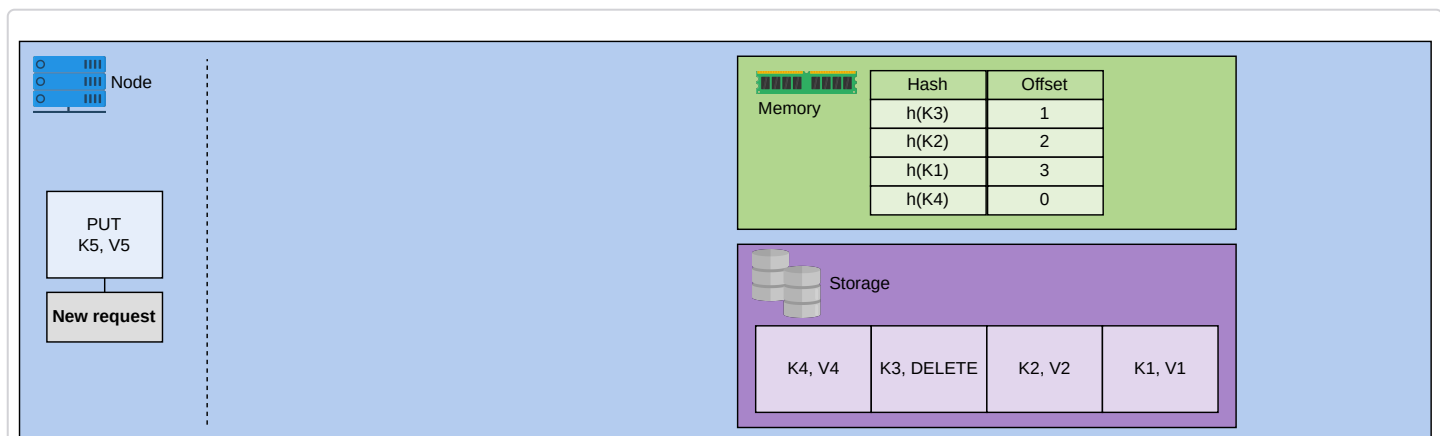 Node
PUT
K5, V5
New request
Memory
Hash Offset
h(K3) 1
h(K2) 2
h(K1) 3
h(K4) 0
Storage
K4, V4 K3, DELETE K2, V2 K1, V1